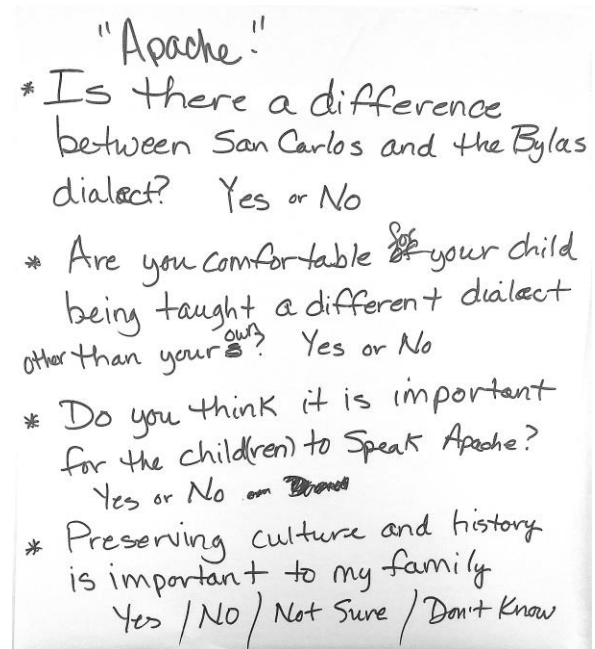 "Apache"
* Is there a difference
between San Carlos and the Bylas
dialect? Yes or No
* Are you comfortable for your child
being taught a different dialect
other than your own? Yes or No
* Do you think it is important
for the child(ren) to Speak Apache?
Yes or No
* Preserving culture and history
is important to my family
Yes / No / Not Sure / Don't Know